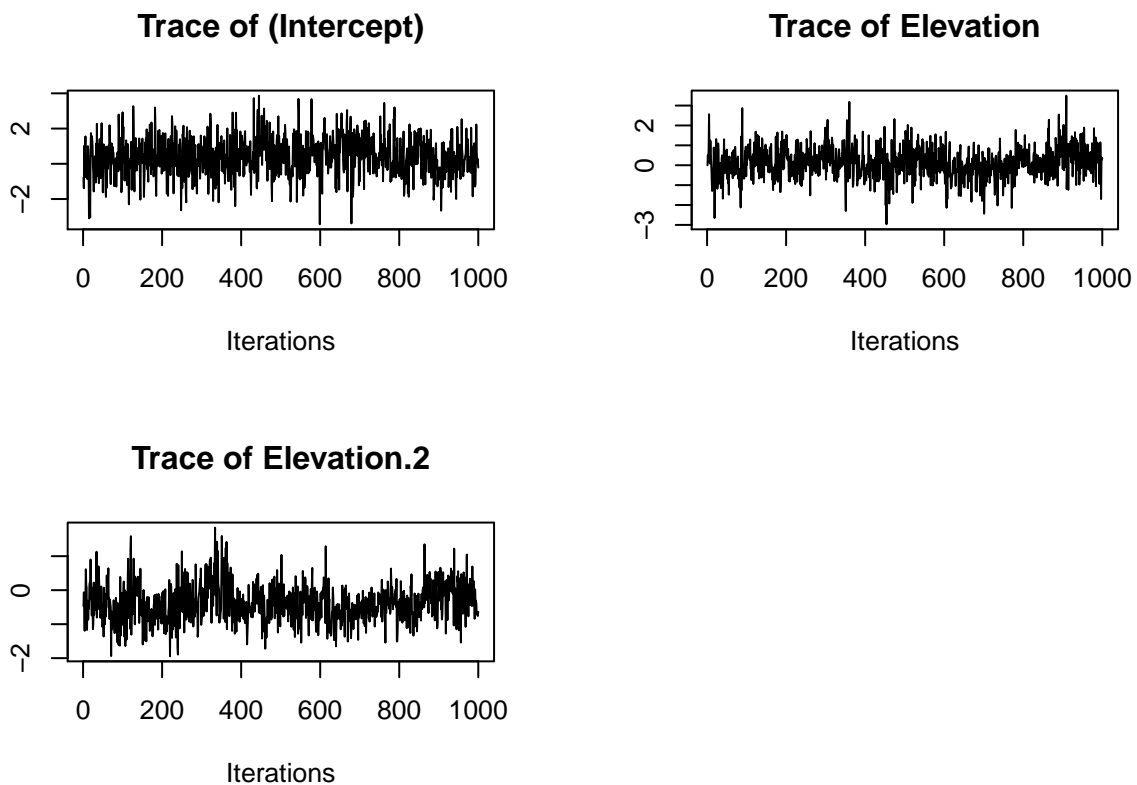 Trace of (Intercept)
2
−2
0 200 400 600 800 1000
Iterations
Trace of Elevation
2
0
−3
0 200 400 600 800 1000
Iterations
Trace of Elevation.2
0
−2
0 200 400 600 800 1000
Iterations